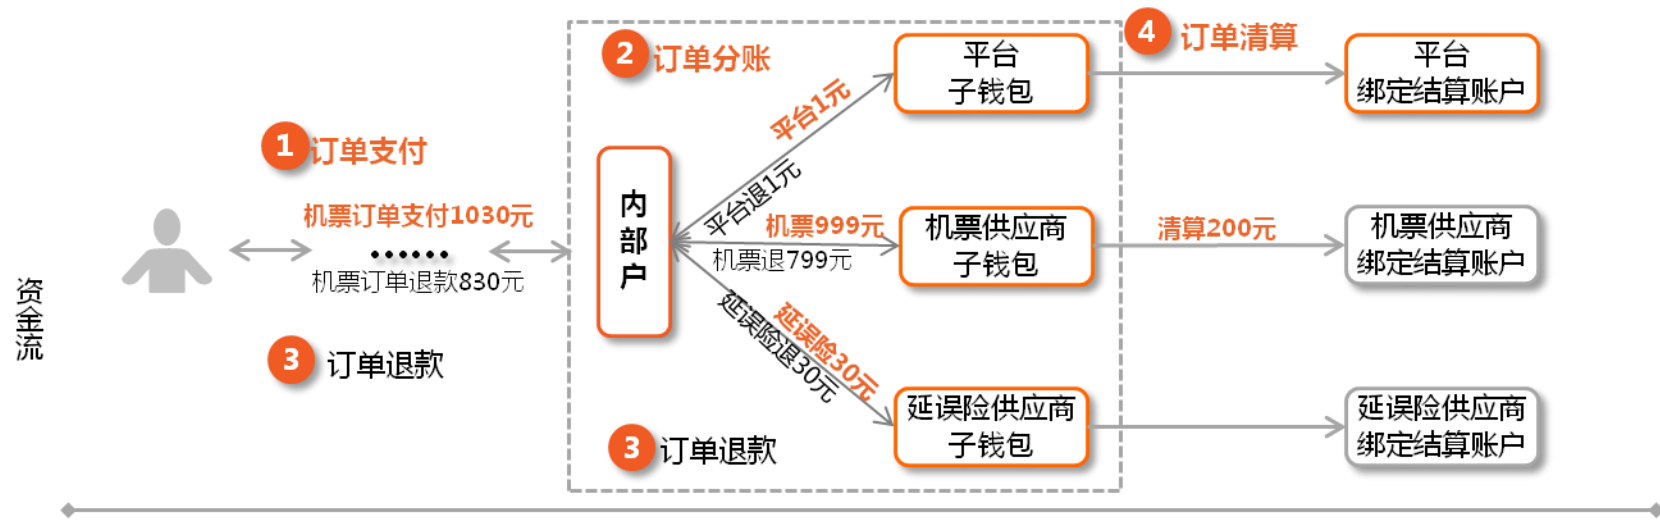 资金流
1 订单支付
机票订单支付1030元
......
机票订单退款830元
3 订单退款
2 订单分账
内部户
平台1元
平台退1元
机票999元
机票退799元
延误险30元
延误险退30元
3 订单退款
平台
子钱包
机票供应商
子钱包
延误险供应商
子钱包
4 订单清算
清算200元
平台
绑定结算账户
机票供应商
绑定结算账户
延误险供应商
绑定结算账户